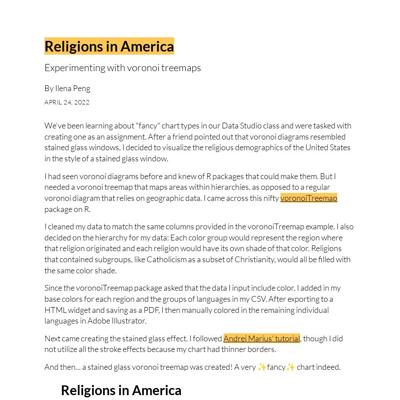 Religions in America
Experimenting with voronoi treemaps
By Ilena Peng
APRIL 24, 2022
We've been learning about "fancy" chart types in our Data Studio class and were tasked with
creating one as an assignment. After a friend pointed out that voronoi diagrams resembled
stained glass windows, I decided to visualize the religious demographics of the United States
in the style of a stained glass window.
I had seen voronoi diagrams before and knew of R packages that could make them. But I
needed a voronoi treemap that maps areas within hierarchies, as opposed to a regular
voronoi diagram that relies on geographic data. I came across this nifty voronoiTreemap
package on R.
I cleaned my data to match the same columns provided in the voronoiTreemap example. I also
decided on the hierarchy for my data: Each color group would represent the region where
that religion originated and each religion would have its own shade of that color. Religions
that contained subgroups, like Catholicism as a subset of Christianity, would all be filled with
the same color shade.
Since the voronoiTreemap package asked that the data I input include color, I added in my
base colors for each region and the groups of languages in my CSV. After exporting to a
HTML widget and saving as a PDF, I then manually colored in the remaining individual
languages in Adobe Illustrator.
Next came creating the stained glass effect. I followed Andrei Marius' tutorial, though I did
not utilize all the stroke effects because my chart had thinner borders.
And then... a stained glass voronoi treemap was created! A very ✨fancy✨ chart indeed.
Religions in America